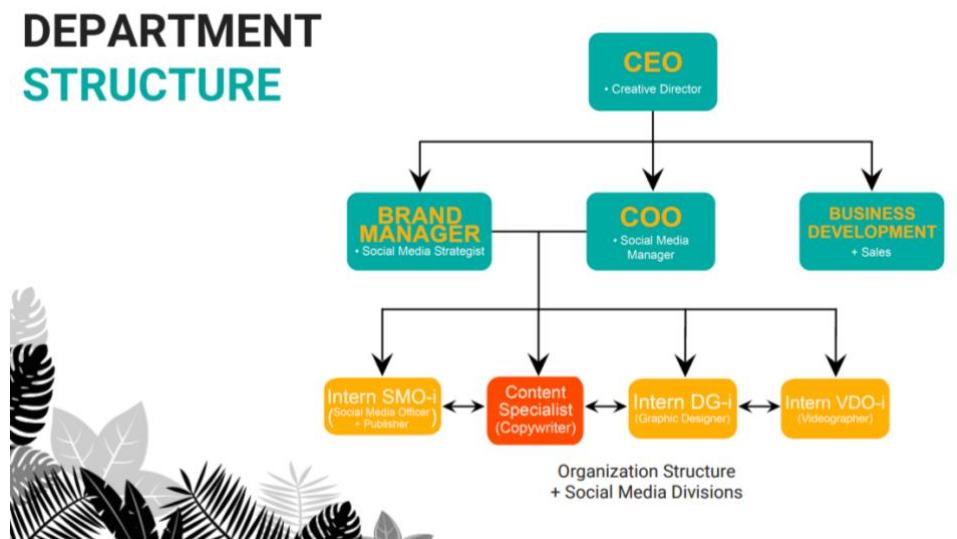 DEPARTMENT
STRUCTURE
CEO
• Creative Director
BRAND
MANAGER
• Social Media Strategist
COO
• Social Media
Manager
BUSINESS
DEVELOPMENT
+ Sales
Intern SMO-i
(Social Media Officer
+ Publisher)
Content
Specialist
(Copywriter)
Intern DG-i
(Graphic Designer)
Intern VDO-i
(Videographer)
Organization Structure
+ Social Media Divisions